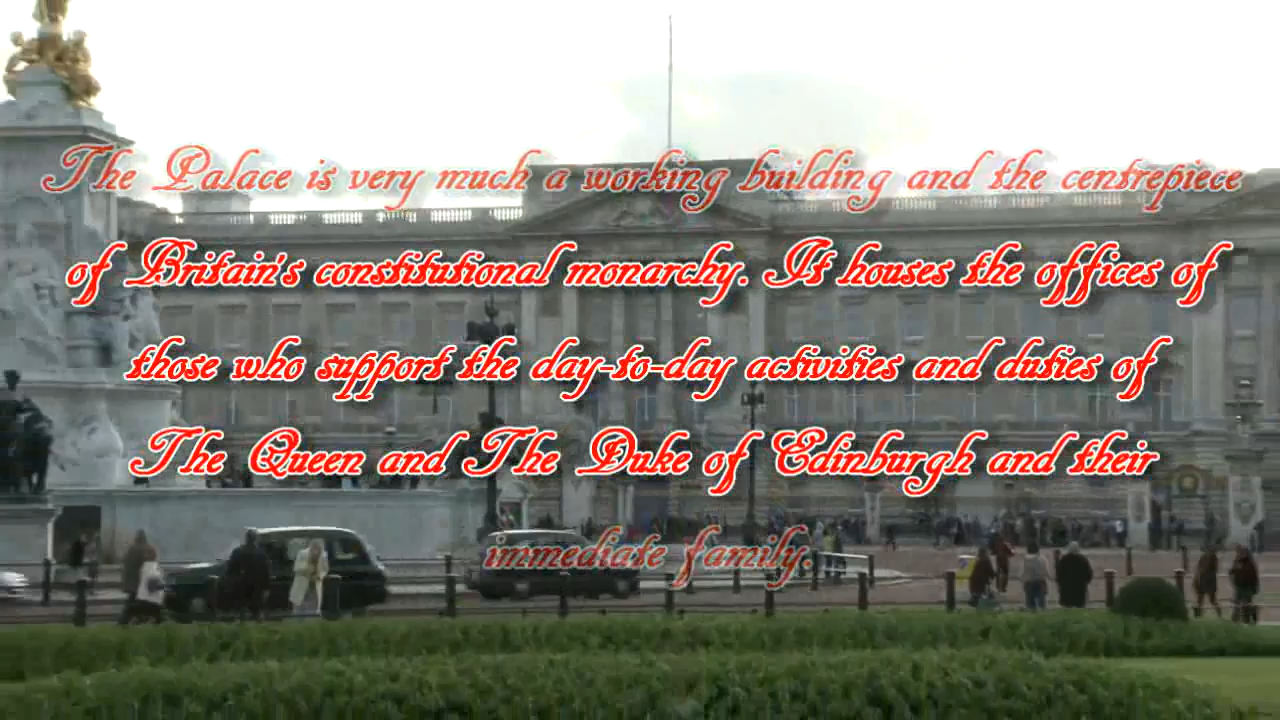 The Palace is very much a working building and the centrepiece
of Britain's constitutional monarchy. It houses the offices of
those who support the day-to-day activities and duties of
The Queen and The Duke of Edinburgh and their
immediate family.